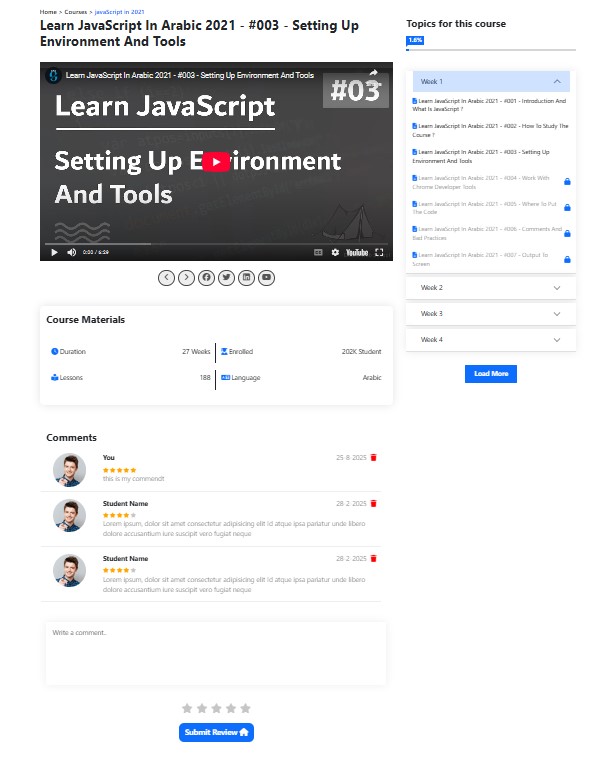 Home > Courses > javaScript in 2021
Learn JavaScript In Arabic 2021 - #003 - Setting Up
Environment And Tools
Learn JavaScript In Arabic 2021 - #003 - Setting Up Environment And Tools
#03
Learn JavaScript
Setting Up Environment
And Tools
0:00 / 6:59
CC
YouTube
Course Materials
Duration 27 Weeks
Enrolled 202K Student
Lessons 188
Language Arabic
Comments
You 25-8-2025
this is my commendt
Student Name 28-2-2025
Lorem ipsum, dolor sit amet consectetur adipisicing elit id atque ipsa pariatur unde libero
dolore accusantium iure suscipit vero fugiat neque
Student Name 28-2-2025
Lorem ipsum, dolor sit amet consectetur adipisicing elit id atque ipsa pariatur unde libero
dolore accusantium iure suscipit vero fugiat neque
Write a comment..
Submit Review
Topics for this course
1.6%
Week 1
Learn JavaScript In Arabic 2021 - #001 - Introduction And
What Is JavaScript ?
Learn JavaScript In Arabic 2021 - #002 - How To Study The
Course ?
Learn JavaScript In Arabic 2021 - #003 - Setting Up
Environment And Tools
Learn JavaScript In Arabic 2021 - #004 - Work With
Chrome Developer Tools
Learn JavaScript In Arabic 2021 - #005 - Where To Put
The Code
Learn JavaScript In Arabic 2021 - #006 - Comments And
Bad Practices
Learn JavaScript In Arabic 2021 - #007 - Output To
Screen
Week 2
Week 3
Week 4
Load More